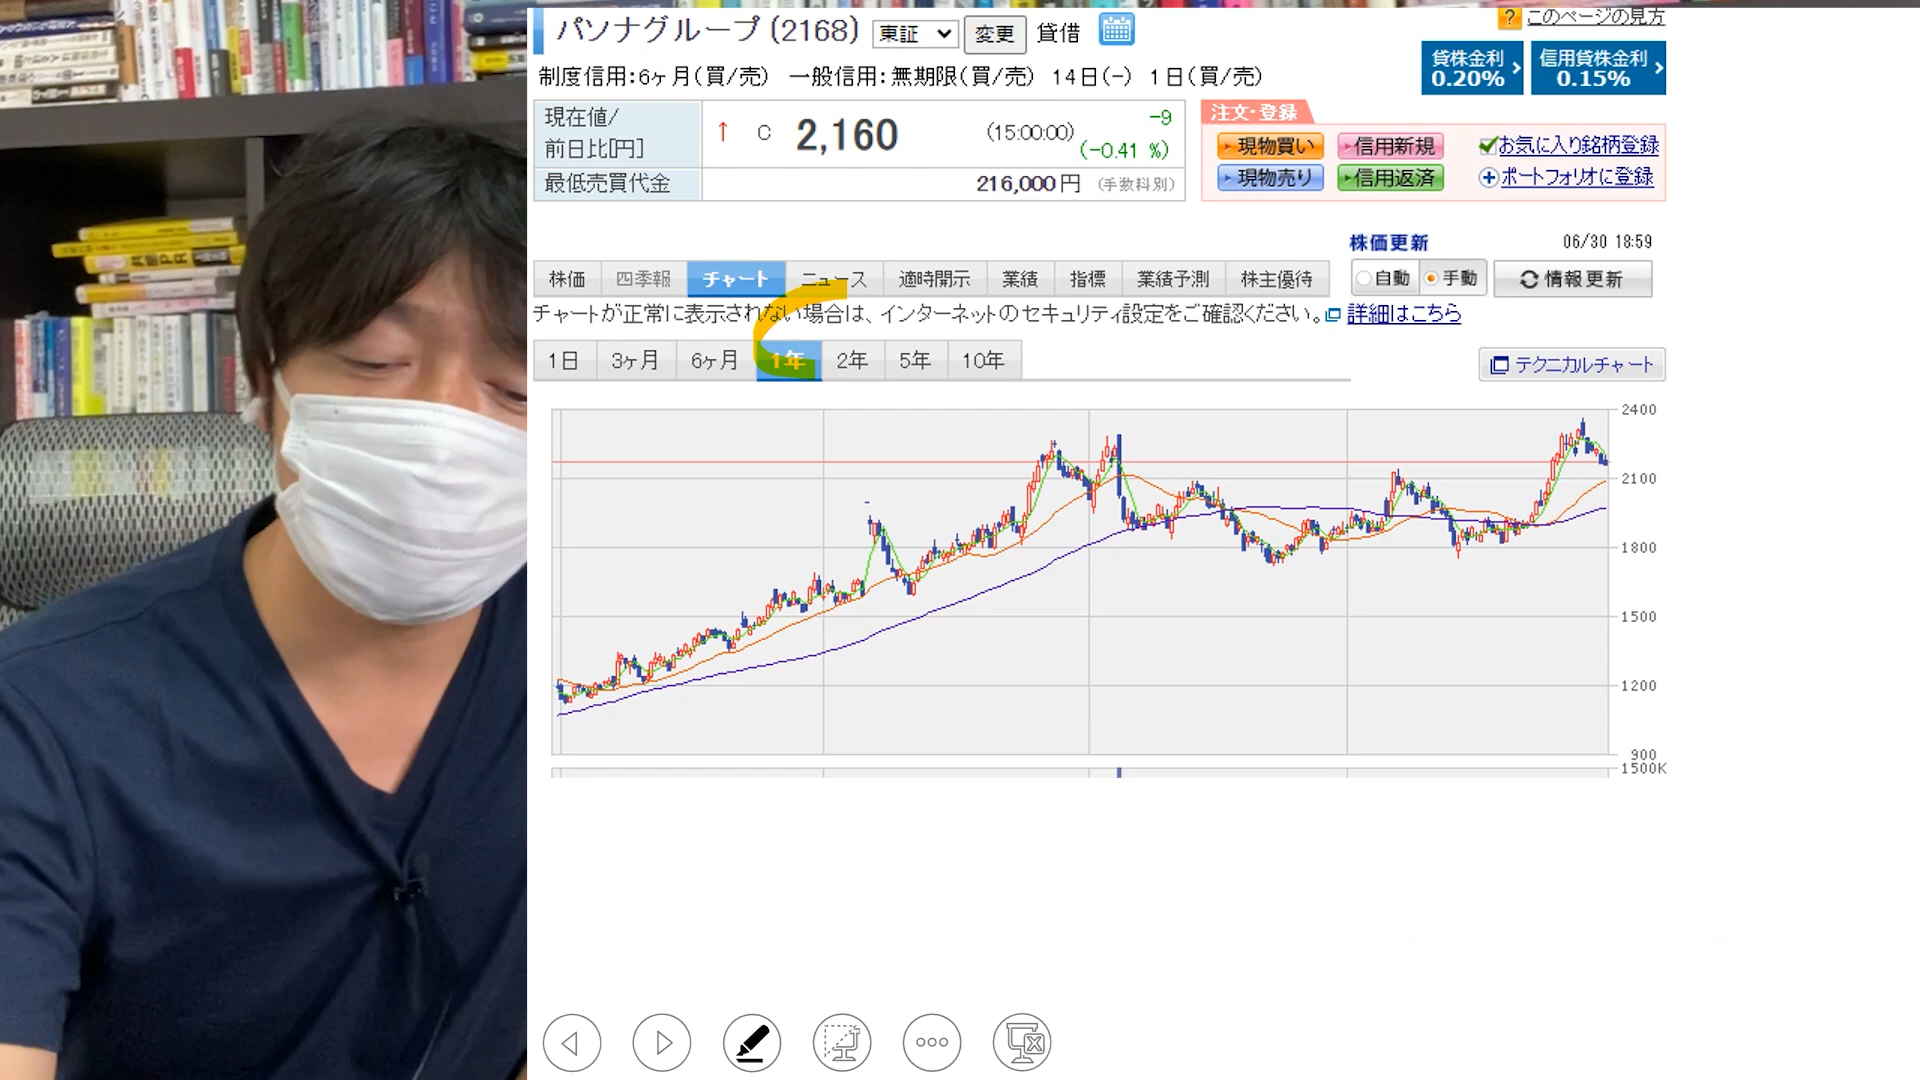 パソナグループ (2168) 東証 変更 貸借
? このページの見方
制度信用:6ヶ月(買/売) 一般信用:無期限(買/売) 14日(-) 1日(買/売)
貸株金利 0.20%
信用貸株金利 0.15%
現在値/
前日比[円]
↑ C 2,160 (15:00:00) -9
(-0.41 %)
最低売買代金 216,000 円 (手数料別)
注文・登録
現物買い 信用新規 お気に入り銘柄登録
現物売り 信用返済 ポートフォリオに登録
株価更新 06/30 18:59
株価 四季報 チャート ニュース 適時開示 業績 指標 業績予測 株主優待 自動 手動 情報更新
チャートが正常に表示されない場合は、インターネットのセキュリティ設定をご確認ください。 詳細はこちら
1日 3ヶ月 6ヶ月 1年 2年 5年 10年 テクニカルチャート
2400
2100
1800
1500
1200
900
1500K